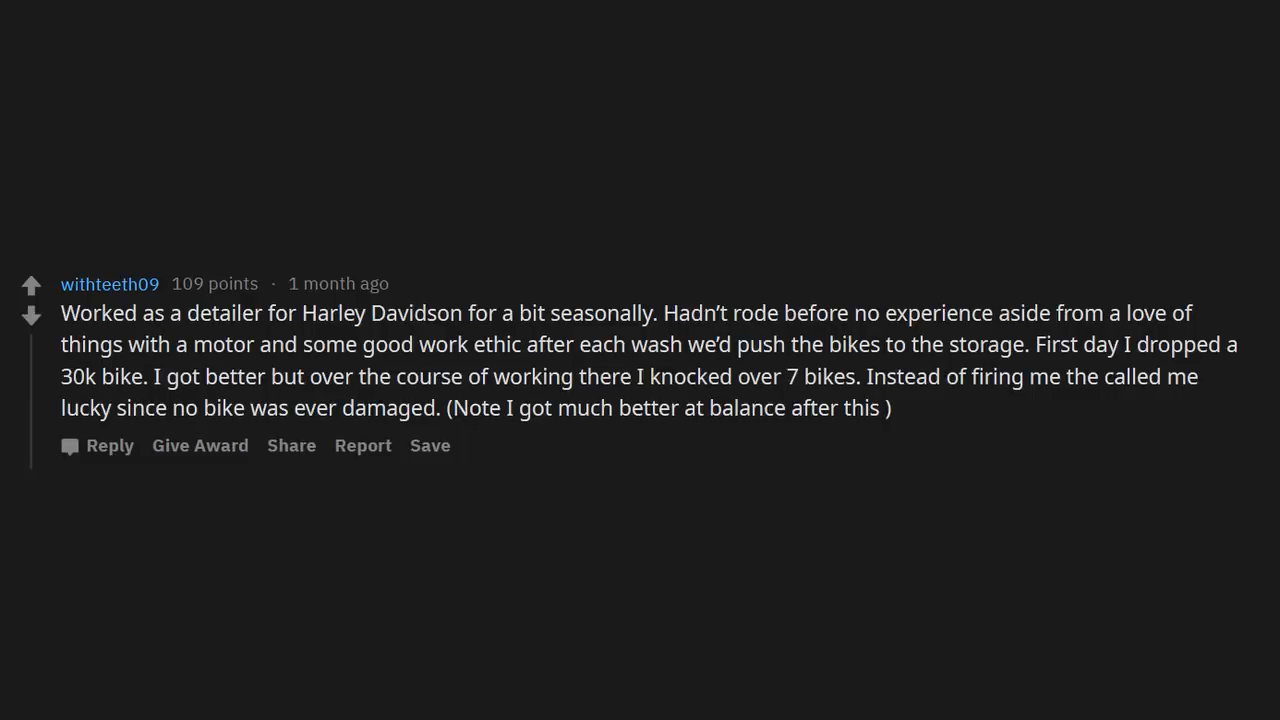 withteeth09 109 points · 1 month ago
Worked as a detailer for Harley Davidson for a bit seasonally. Hadn’t rode before no experience aside from a love of
things with a motor and some good work ethic after each wash we’d push the bikes to the storage. First day I dropped a
30k bike. I got better but over the course of working there I knocked over 7 bikes. Instead of firing me the called me
lucky since no bike was ever damaged. (Note I got much better at balance after this )
Reply Give Award Share Report Save